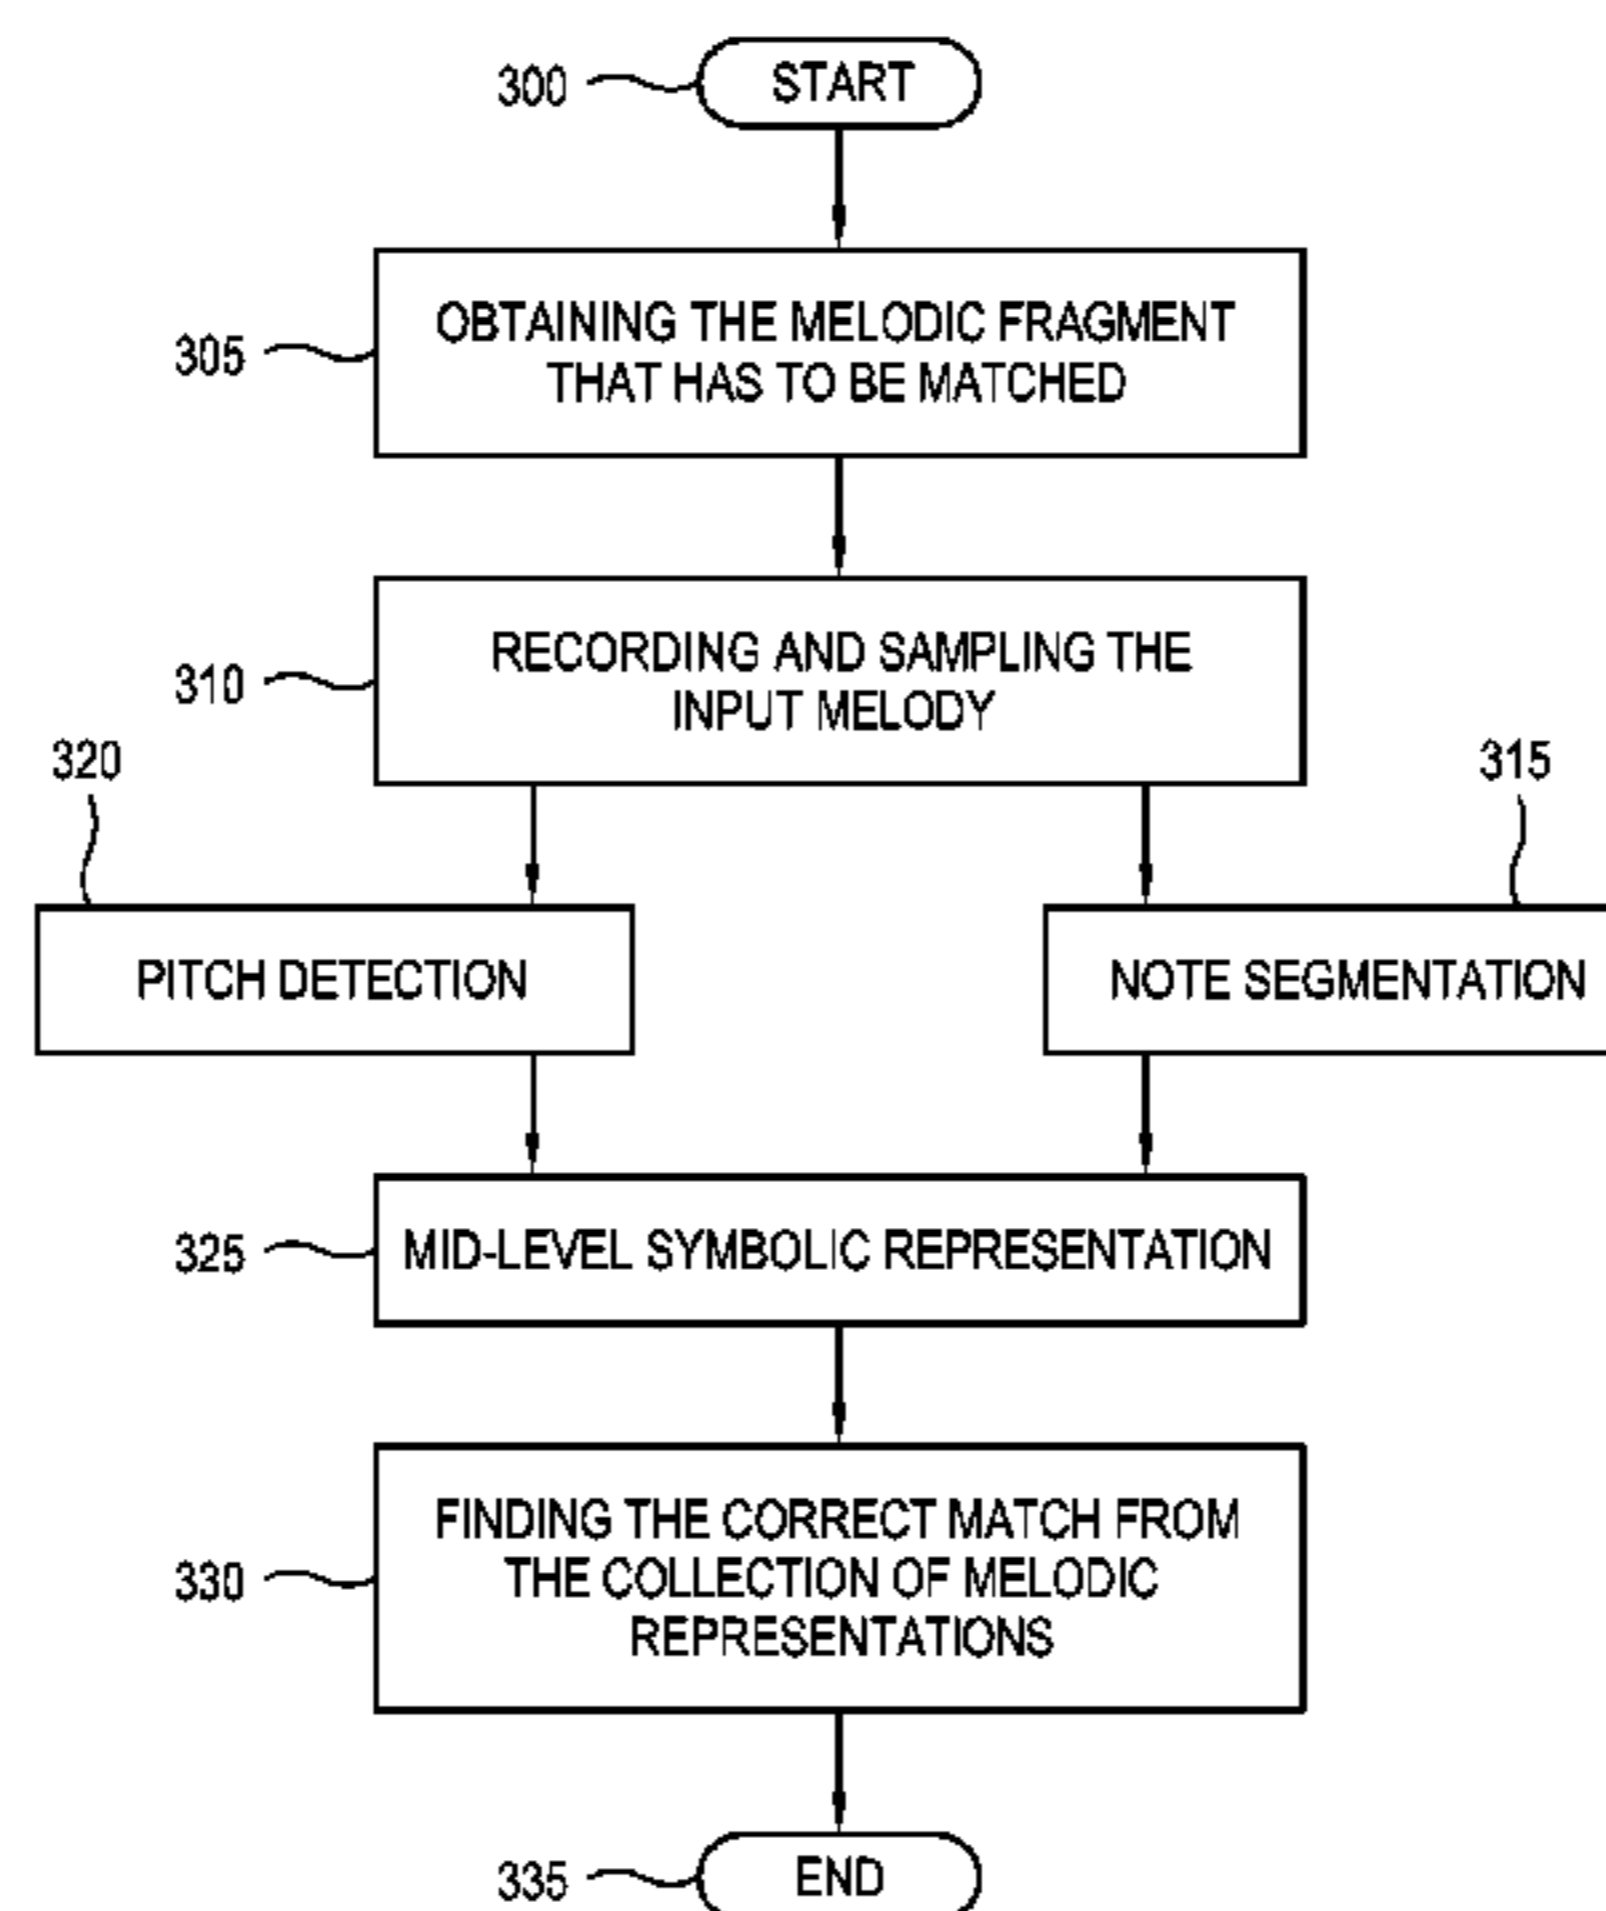 300
START
305
OBTAINING THE MELODIC FRAGMENT
THAT HAS TO BE MATCHED
310
RECORDING AND SAMPLING THE
INPUT MELODY
320
315
PITCH DETECTION
NOTE SEGMENTATION
325
MID-LEVEL SYMBOLIC REPRESENTATION
330
FINDING THE CORRECT MATCH FROM
THE COLLECTION OF MELODIC
REPRESENTATIONS
335
END